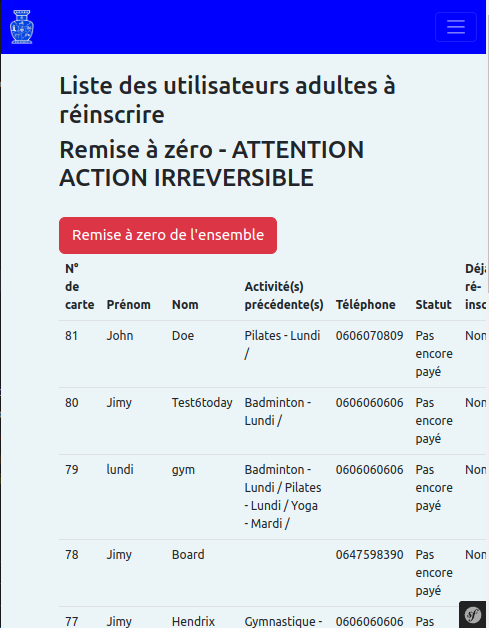 Liste des utilisateurs adultes à
réinscrire
Remise à zéro - ATTENTION
ACTION IRREVERSIBLE
Remise à zero de l'ensemble
N° de carte Prénom Nom Activité(s) précédente(s) Téléphone Statut Déjà ré- insc
81 John Doe Pilates - Lundi / 0606070809 Pas encore payé Non
80 Jimy Test6today Badminton - Lundi / 0606060606 Pas encore payé Non
79 lundi gym Badminton - Lundi / Pilates - Lundi / Yoga - Mardi / 0606060606 Pas encore payé Non
78 Jimy Board 0647598390 Pas encore payé Non
77 Jimy Hendrix Gymnastique - 0606060606 Pas
sf